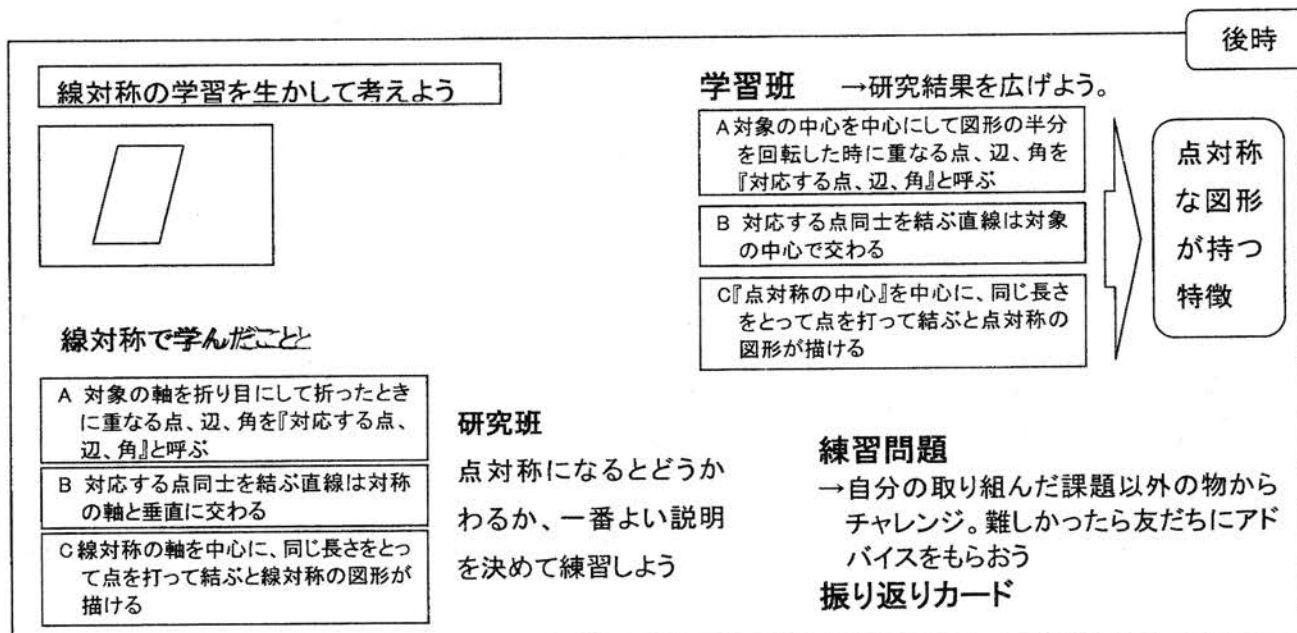 後時
線対称の学習を生かして考えよう
線対称で学んだことと
A 対象の軸を折り目にして折ったとき
に重なる点、辺、角を『対応する点、
辺、角』と呼ぶ
B 対応する点同士を結ぶ直線は対称
の軸と垂直に交わる
C線対称の軸を中心に、同じ長さをとっ
て点を打って結ぶと線対称の図形が
描ける
研究班
点対称になるとどうか
わるか、一番よい説明
を決めて練習しよう
学習班 →研究結果を広げよう。
A対象の中心を中心にして図形の半分
を回転した時に重なる点、辺、角を
『対応する点、辺、角』と呼ぶ
B 対応する点同士を結ぶ直線は対象
の中心で交わる
C『点対称の中心』を中心に、同じ長さ
をとって点を打って結ぶと点対称の
図形が描ける
点対称
な図形
が持つ
特徴
練習問題
→自分の取り組んだ課題以外の物から
チャレンジ。難しかったら友だちにアド
バイスをもらおう
振り返りカード